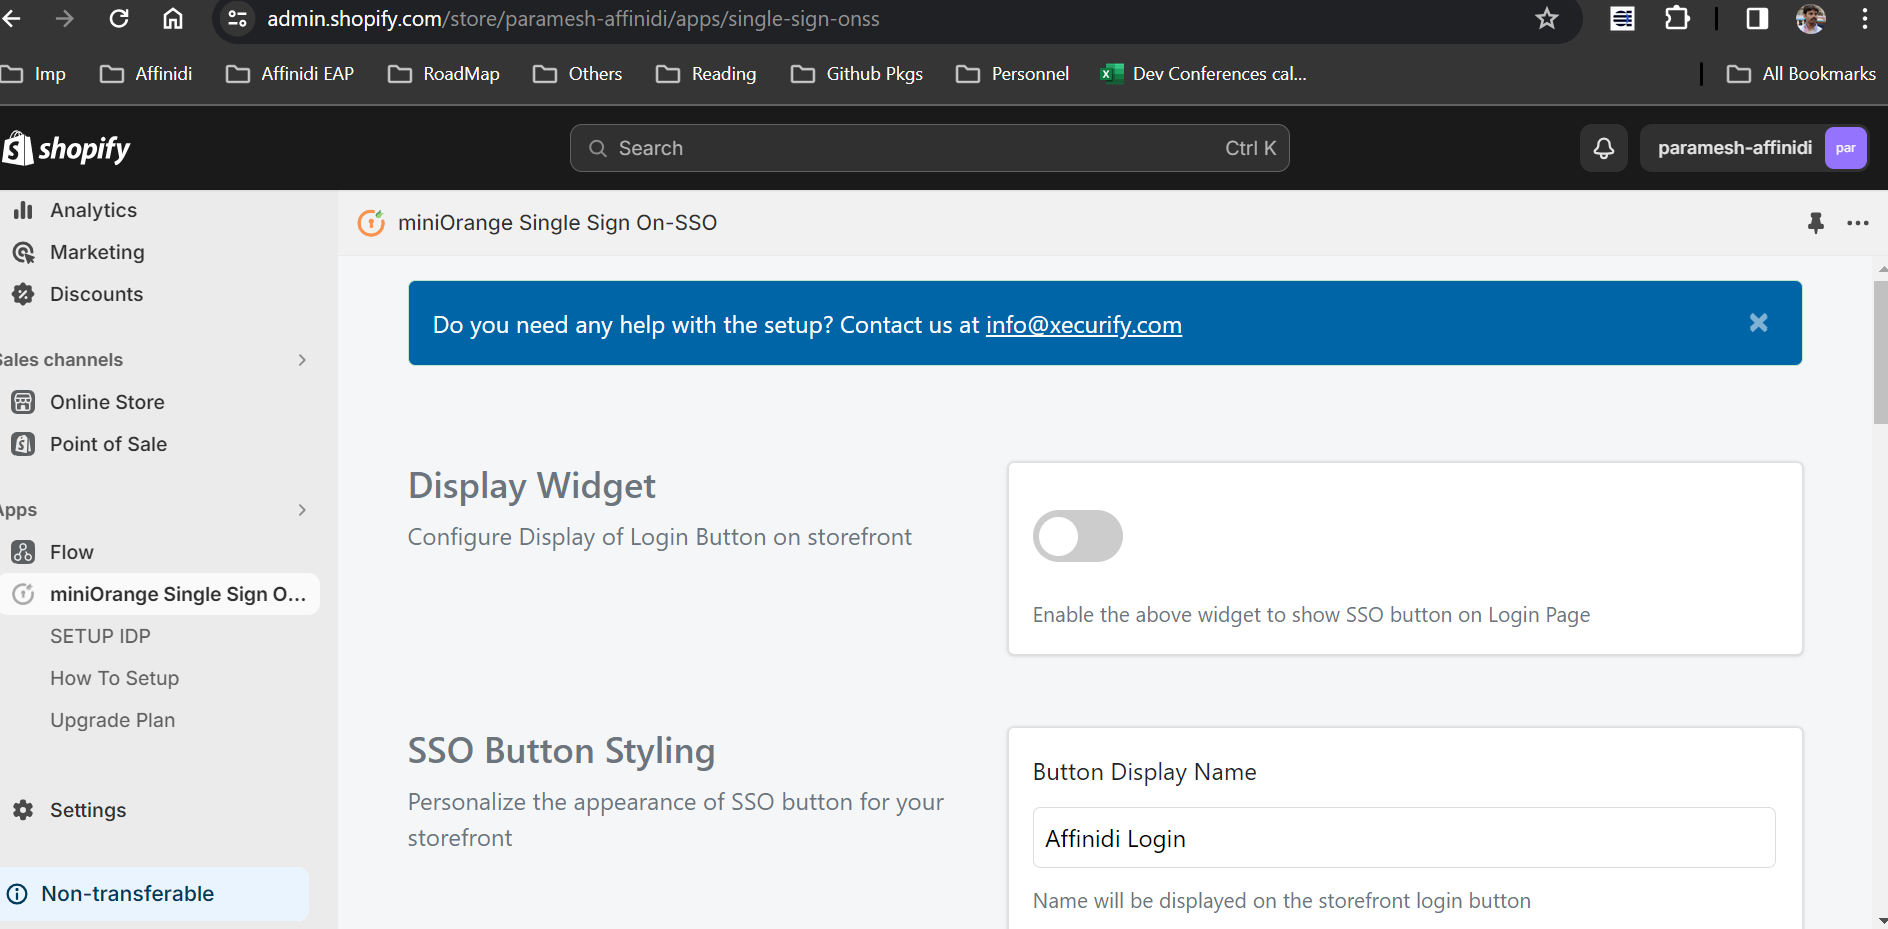 admin.shopify.com/store/paramesh-affinidi/apps/single-sign-onss
Imp
Affinidi
Affinidi EAP
RoadMap
Others
Reading
Github Pkgs
Personnel
Dev Conferences cal...
All Bookmarks
shopify
Search
Ctrl K
paramesh-affinidi
par
Analytics
Marketing
Discounts
Sales channels
Online Store
Point of Sale
Apps
Flow
miniOrange Single Sign O...
SETUP IDP
How To Setup
Upgrade Plan
Settings
Non-transferable
miniOrange Single Sign On-SSO
Do you need any help with the setup? Contact us at info@xecurify.com
Display Widget
Configure Display of Login Button on storefront
Enable the above widget to show SSO button on Login Page
SSO Button Styling
Personalize the appearance of SSO button for your
storefront
Button Display Name
Affinidi Login
Name will be displayed on the storefront login button